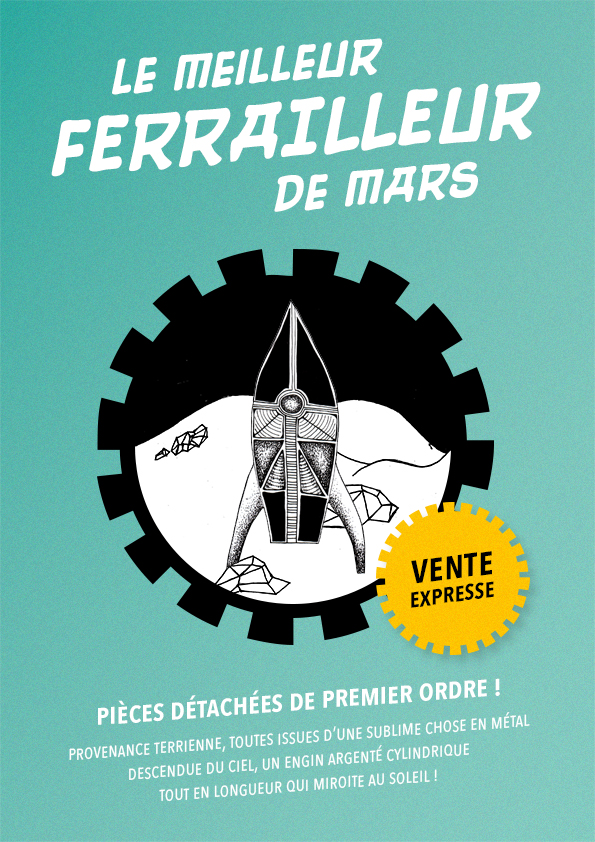 LE MEILLEUR
FERRAILLEUR
DE MARS
VENTE
EXPRESSE
PIÈCES DÉTACHÉES DE PREMIER ORDRE !
PROVENANCE TERRIENNE, TOUTES ISSUES D'UNE SUBLIME CHOSE EN MÉTAL
DESCENDUE DU CIEL, UN ENGIN ARGENTÉ CYLINDRIQUE
TOUT EN LONGUEUR QUI MIROITE AU SOLEIL !